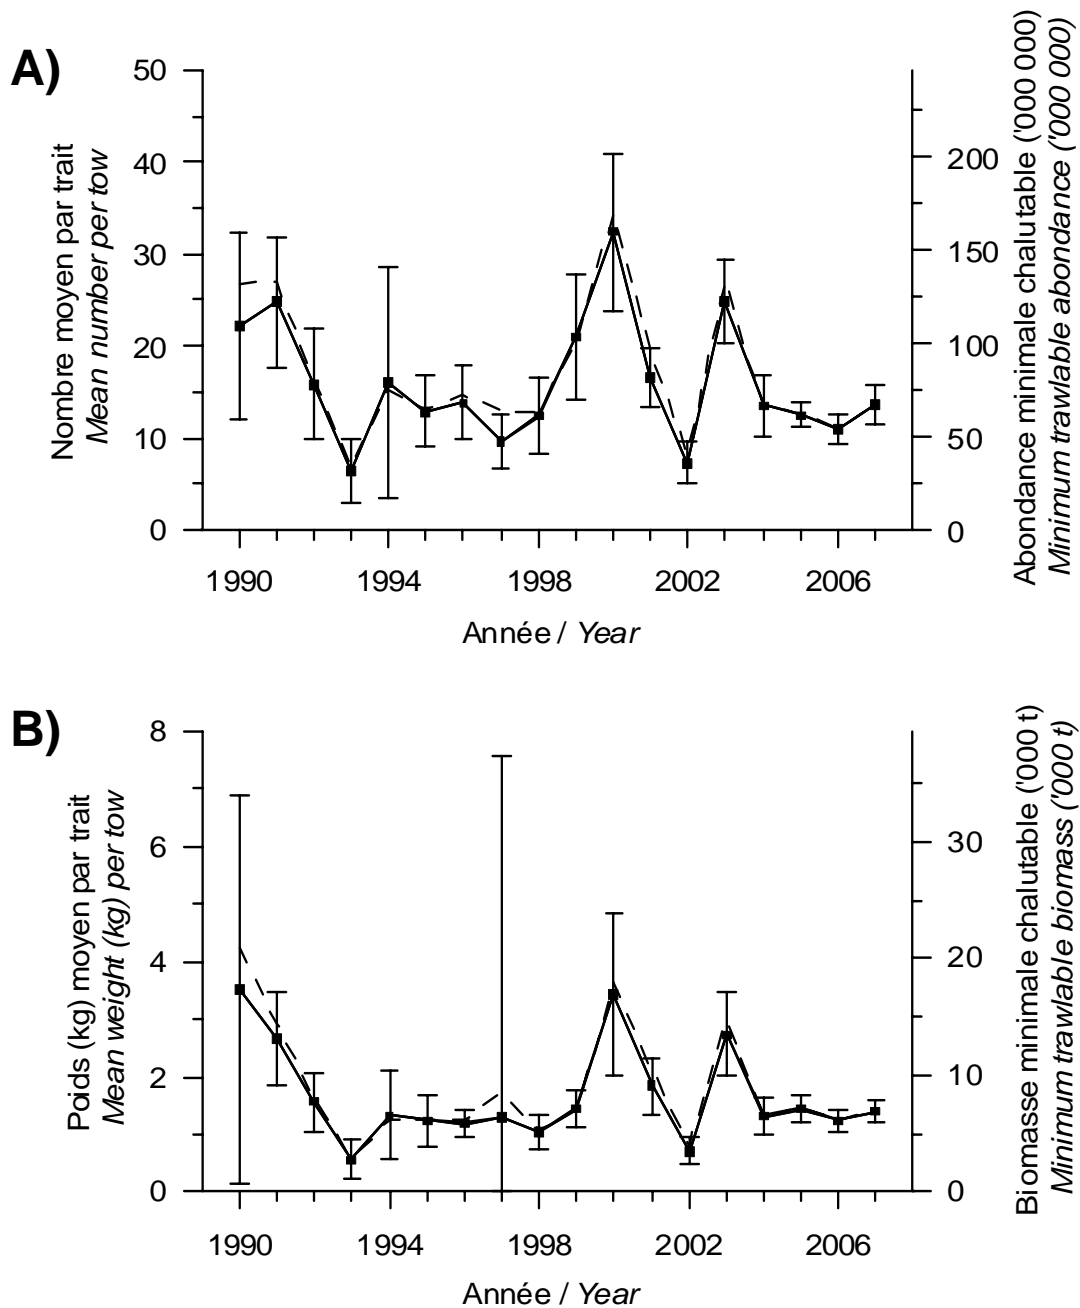 A)
Nombre moyen par trait
Mean number per tow
50
40
30
20
10
0
200
150
100
50
0
Abondance minimale chalutable ('000 000)
Minimum trawlable abondance ('000 000)
1990 1994 1998 2002 2006
Année / Year
B)
Poids (kg) moyen par trait
Mean weight (kg) per tow
8
6
4
2
0
30
20
10
0
Biomasse minimale chalutable ('000 t)
Minimum trawlable biomass ('000 t)
1990 1994 1998 2002 2006
Année / Year